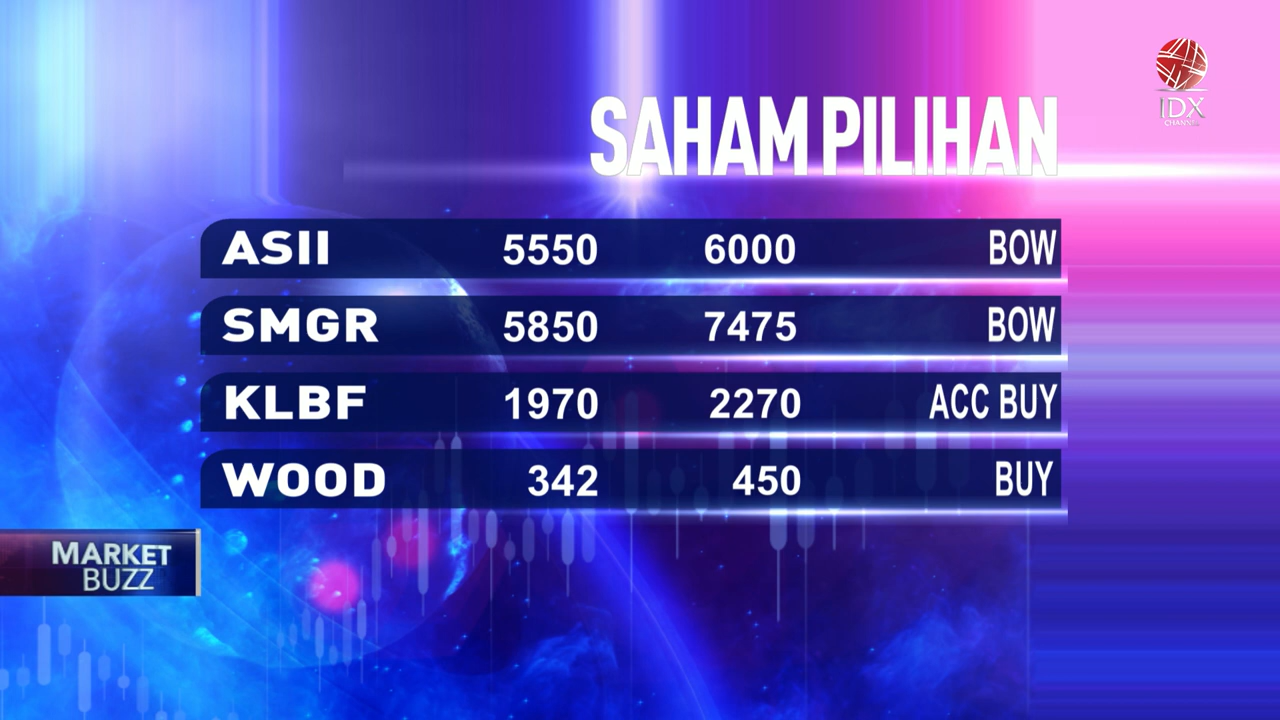 IDX
CHANNEL
SAHAM PILIHAN
ASII 5550 6000 BOW
SMGR 5850 7475 BOW
KLBF 1970 2270 ACC BUY
WOOD 342 450 BUY
MARKET
BUZZ